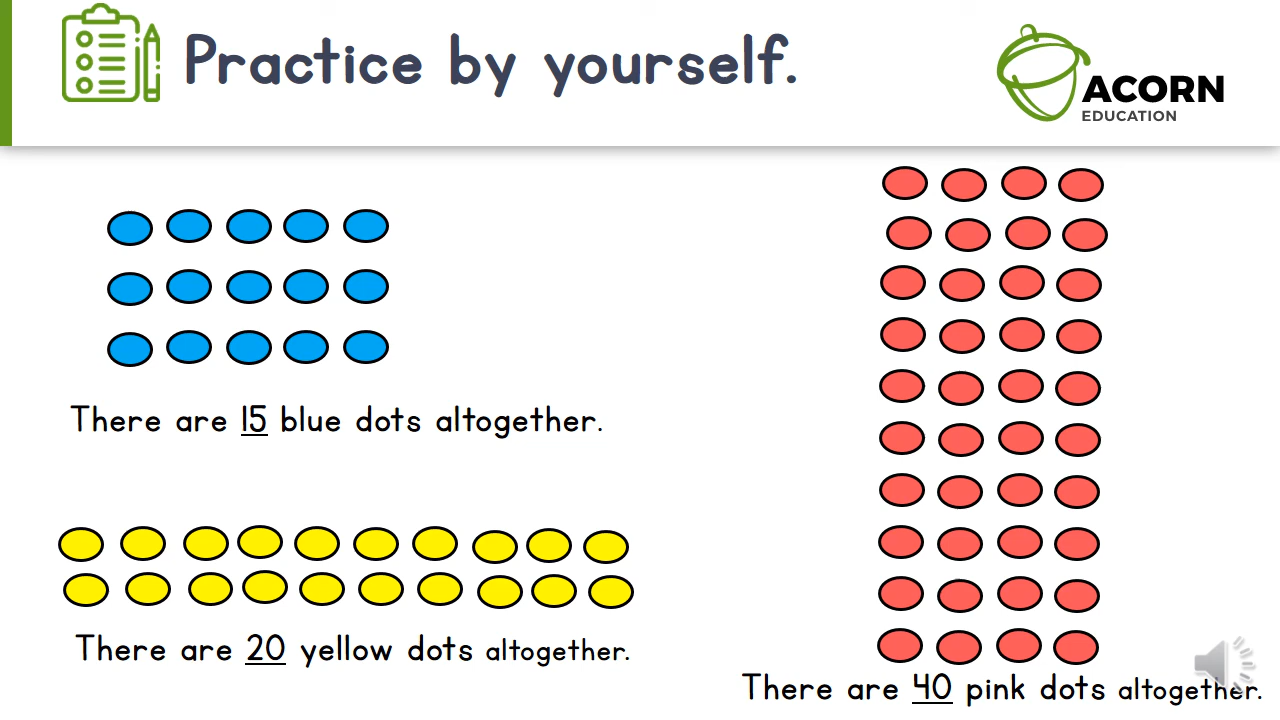 Practice by yourself.
ACORN
EDUCATION
There are 15 blue dots altogether.
There are 20 yellow dots altogether.
There are 40 pink dots altogether.